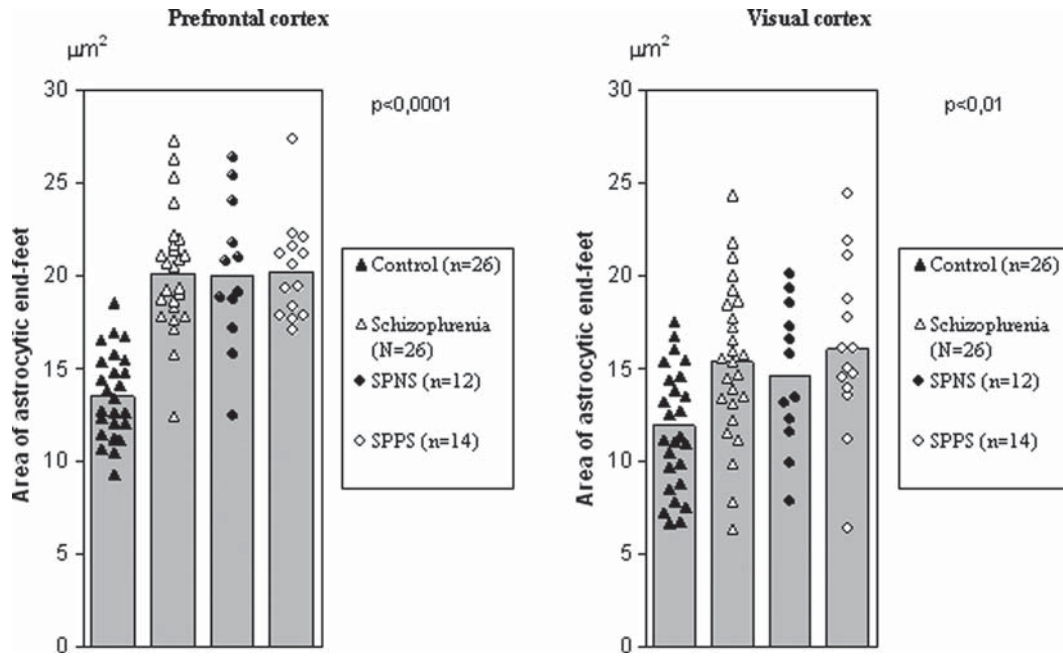 Prefrontal cortex
µm²
30
25
20
15
10
5
0
Area of astrocytic end-feet
p<0,0001
Control (n=26)
Schizophrenia
(N=26)
SPNS (n=12)
SPPS (n=14)
Visual cortex
µm²
30
25
20
15
10
5
0
Area of astrocytic end-feet
p<0,01
Control (n=26)
Schizophrenia
(N=26)
SPNS (n=12)
SPPS (n=14)